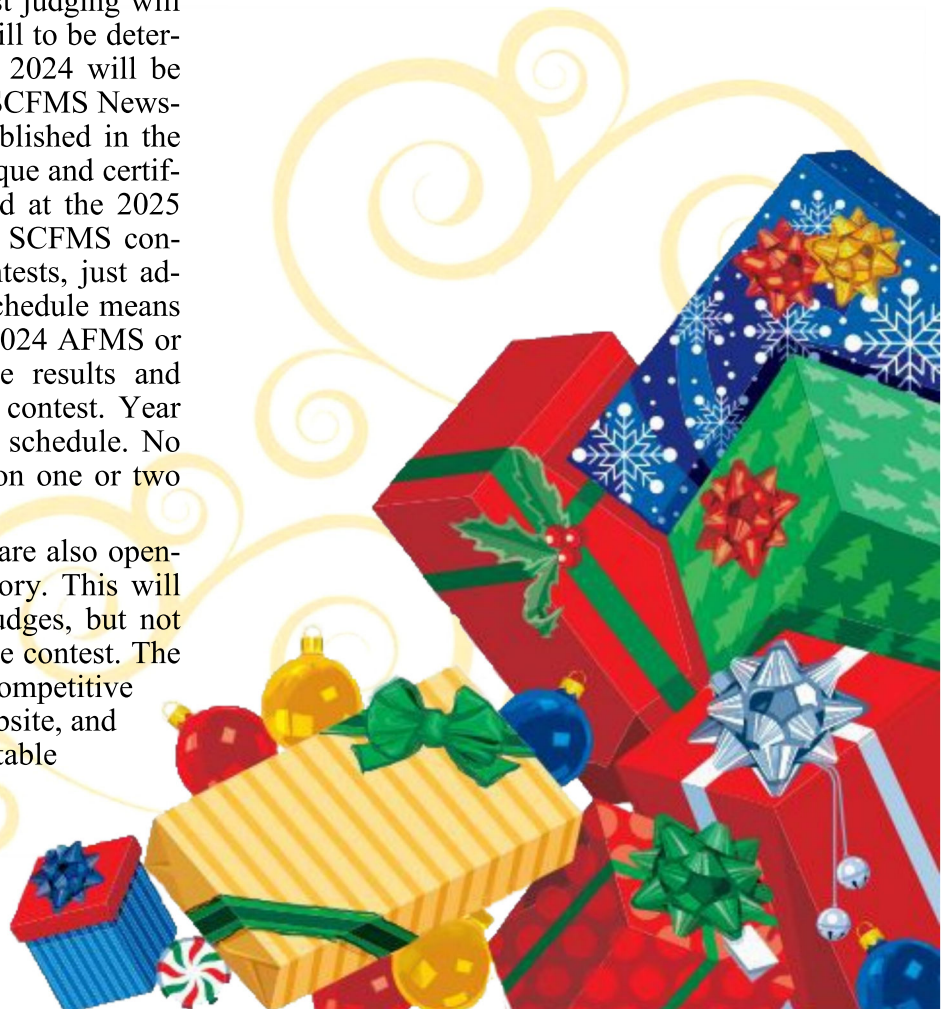 st judging will
ill to be deter-
2024 will be
SCFMS News-
blished in the
que and certif-
d at the 2025
SCFMS con-
ntests, just ad-
chedule means
024 AFMS or
e results and
contest. Year
schedule. No
on one or two
are also open-
ory. This will
udges, but not
e contest. The
ompetitive
bsite, and
table